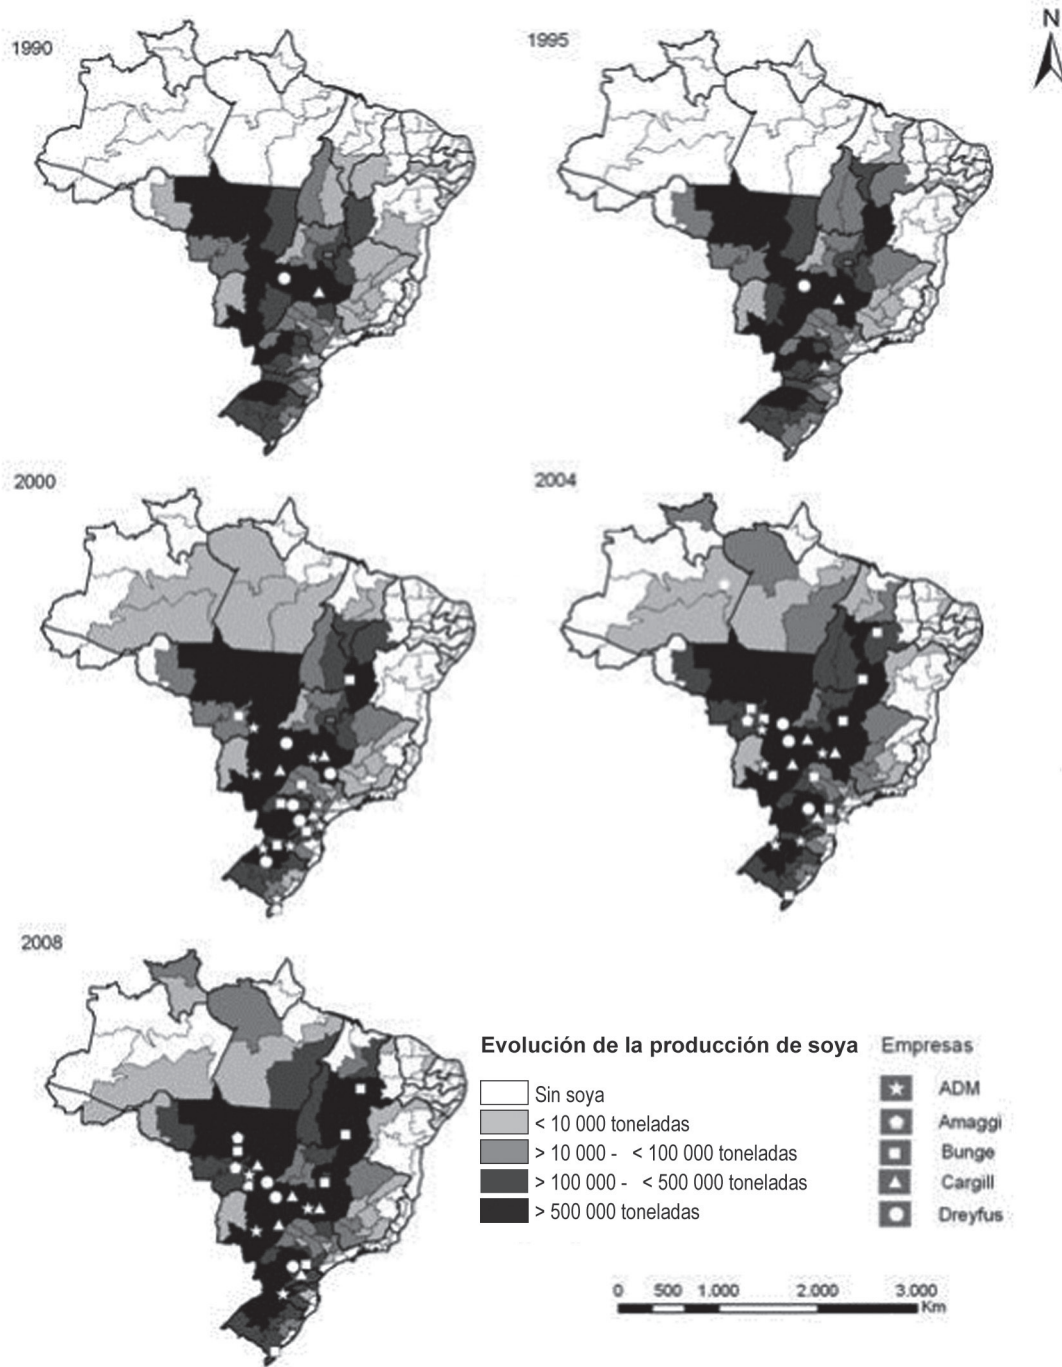 1990
1995
N
2000
2004
2008
Evolución de la producción de soya
Sin soya
< 10 000 toneladas
> 10 000 - < 100 000 toneladas
> 100 000 - < 500 000 toneladas
> 500 000 toneladas
Empresas
ADM
Amaggi
Bunge
Cargill
Dreyfus
0 500 1.000 2.000 3.000
Km